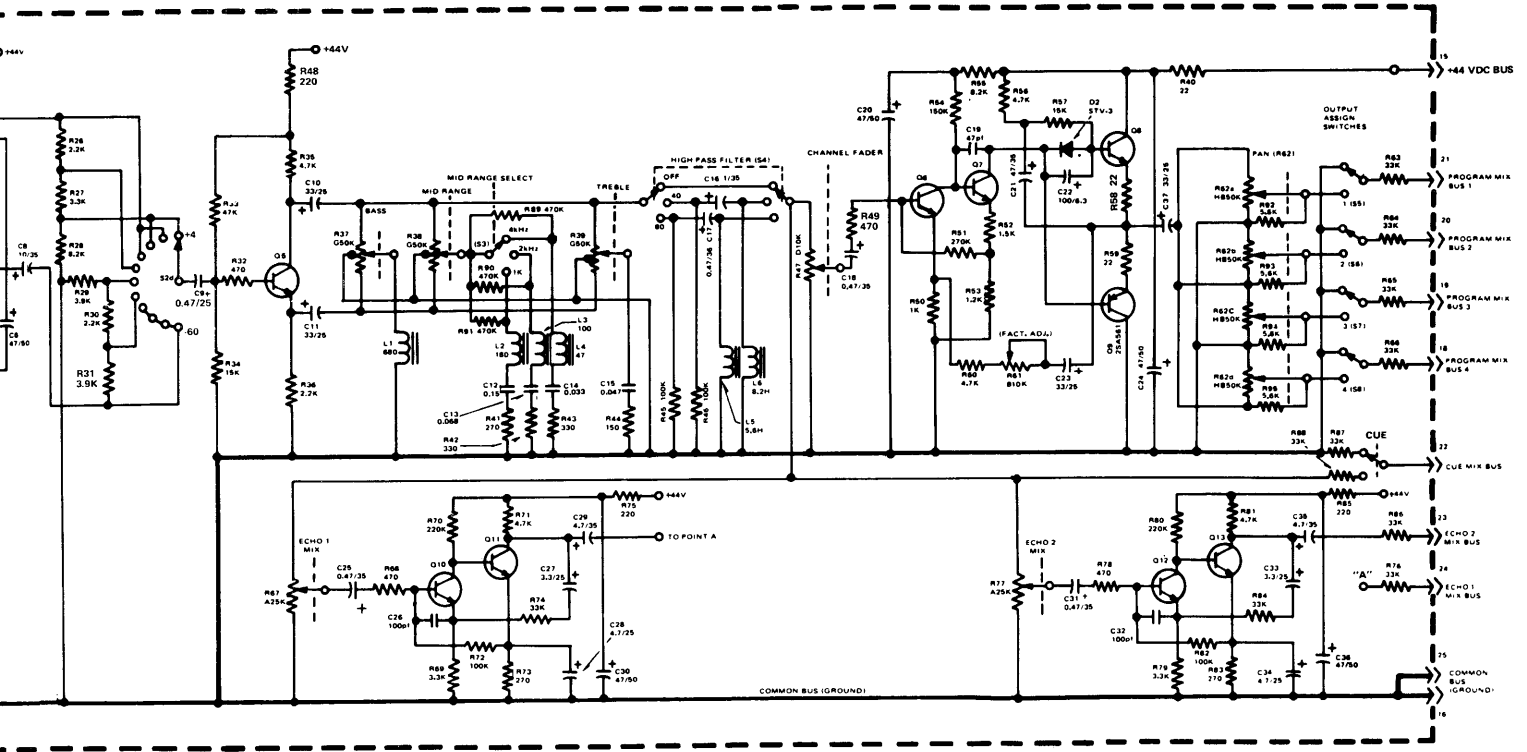 +44V
+44V
R48
220
R26
2.2K
R27
3.3K
R28
8.2K
C8
10/35
R29
3.9K
R30
2.2K
R31
3.9K
C6
47/50
+4
S2d
-60
C9+
0.47/25
R33
47K
R32
470
R34
15K
Q5
R35
4.7K
C10
33/25
C11
33/25
R36
2.2K
BASS
R37
G50K
L1
680
MID RANGE SELECT
MID RANGE
R38
G50K
R89 470K
4kHz
(S3)
2kHz
1K
R90
470K
R91 470K
L2
180
L3
100
L4
47
C12
0.15
C13
0.068
C14
0.033
R41
270
R42
330
R43
330
TREBLE
R39
G50K
C15
0.047
R44
150
HIGH PASS FILTER (S4)
OFF
40
80
C16 1/35
C17
0.47/35
R45 100K
R46 100K
L5
5.6H
L6
8.2H
CHANNEL FADER
R47 D10K
R49
470
C18
0.47/35
C20
47/50
R54
150K
R55
8.2K
R56
4.7K
C19
47pf
Q6
Q7
R51
270K
R52
1.5K
R50
1K
R53
1.2K
R57
15K
D2
STV-3
C21 47/35
C22
100/6.3
Q8
R58 22
R59
22
Q9
2SA561
(FACT. ADJ.)
R60
4.7K
R61
B10K
C23
33/25
C24 47/50
C37 33/25
R40
22
15
+44 VDC BUS
OUTPUT
ASSIGN
SWITCHES
PAN (R62)
R62a
HB50K
R92
5.6K
1 (S5)
R62b
HB50K
R93
5.6K
2 (S6)
R62C
HB50K
R94
5.6K
3 (S7)
R62d
HB50K
R95
5.6K
4 (S8)
R63
33K
21
PROGRAM MIX
BUS 1
R64
33K
20
PROGRAM MIX
BUS 2
R65
33K
19
PROGRAM MIX
BUS 3
R66
33K
18
PROGRAM MIX
BUS 4
R88
33K
R87
33K
CUE
22
CUE MIX BUS
ECHO 1
MIX
R67
A25K
C25
0.47/35
R68
470
R70
220K
R71
4.7K
Q10
Q11
C26
100pf
R69
3.3K
R72
100K
R73
270
R74
33K
C27
3.3/25
C28
4.7/25
C29
4.7/35
C30
47/50
R75
220
+44V
TO POINT A
ECHO 2
MIX
R77
A25K
C31
0.47/35
R78
470
R80
220K
R81
4.7K
Q12
Q13
C32
100pf
R79
3.3K
R82
100K
R83
270
R84
33K
C33
3.3/25
C34
4.7/25
C35
4.7/35
C36
47/50
R85
220
+44V
R86
33K
23
ECHO 2
MIX BUS
"A"
R76
33K
24
ECHO 1
MIX BUS
25
COMMON
BUS
(GROUND)
16
COMMON BUS (GROUND)